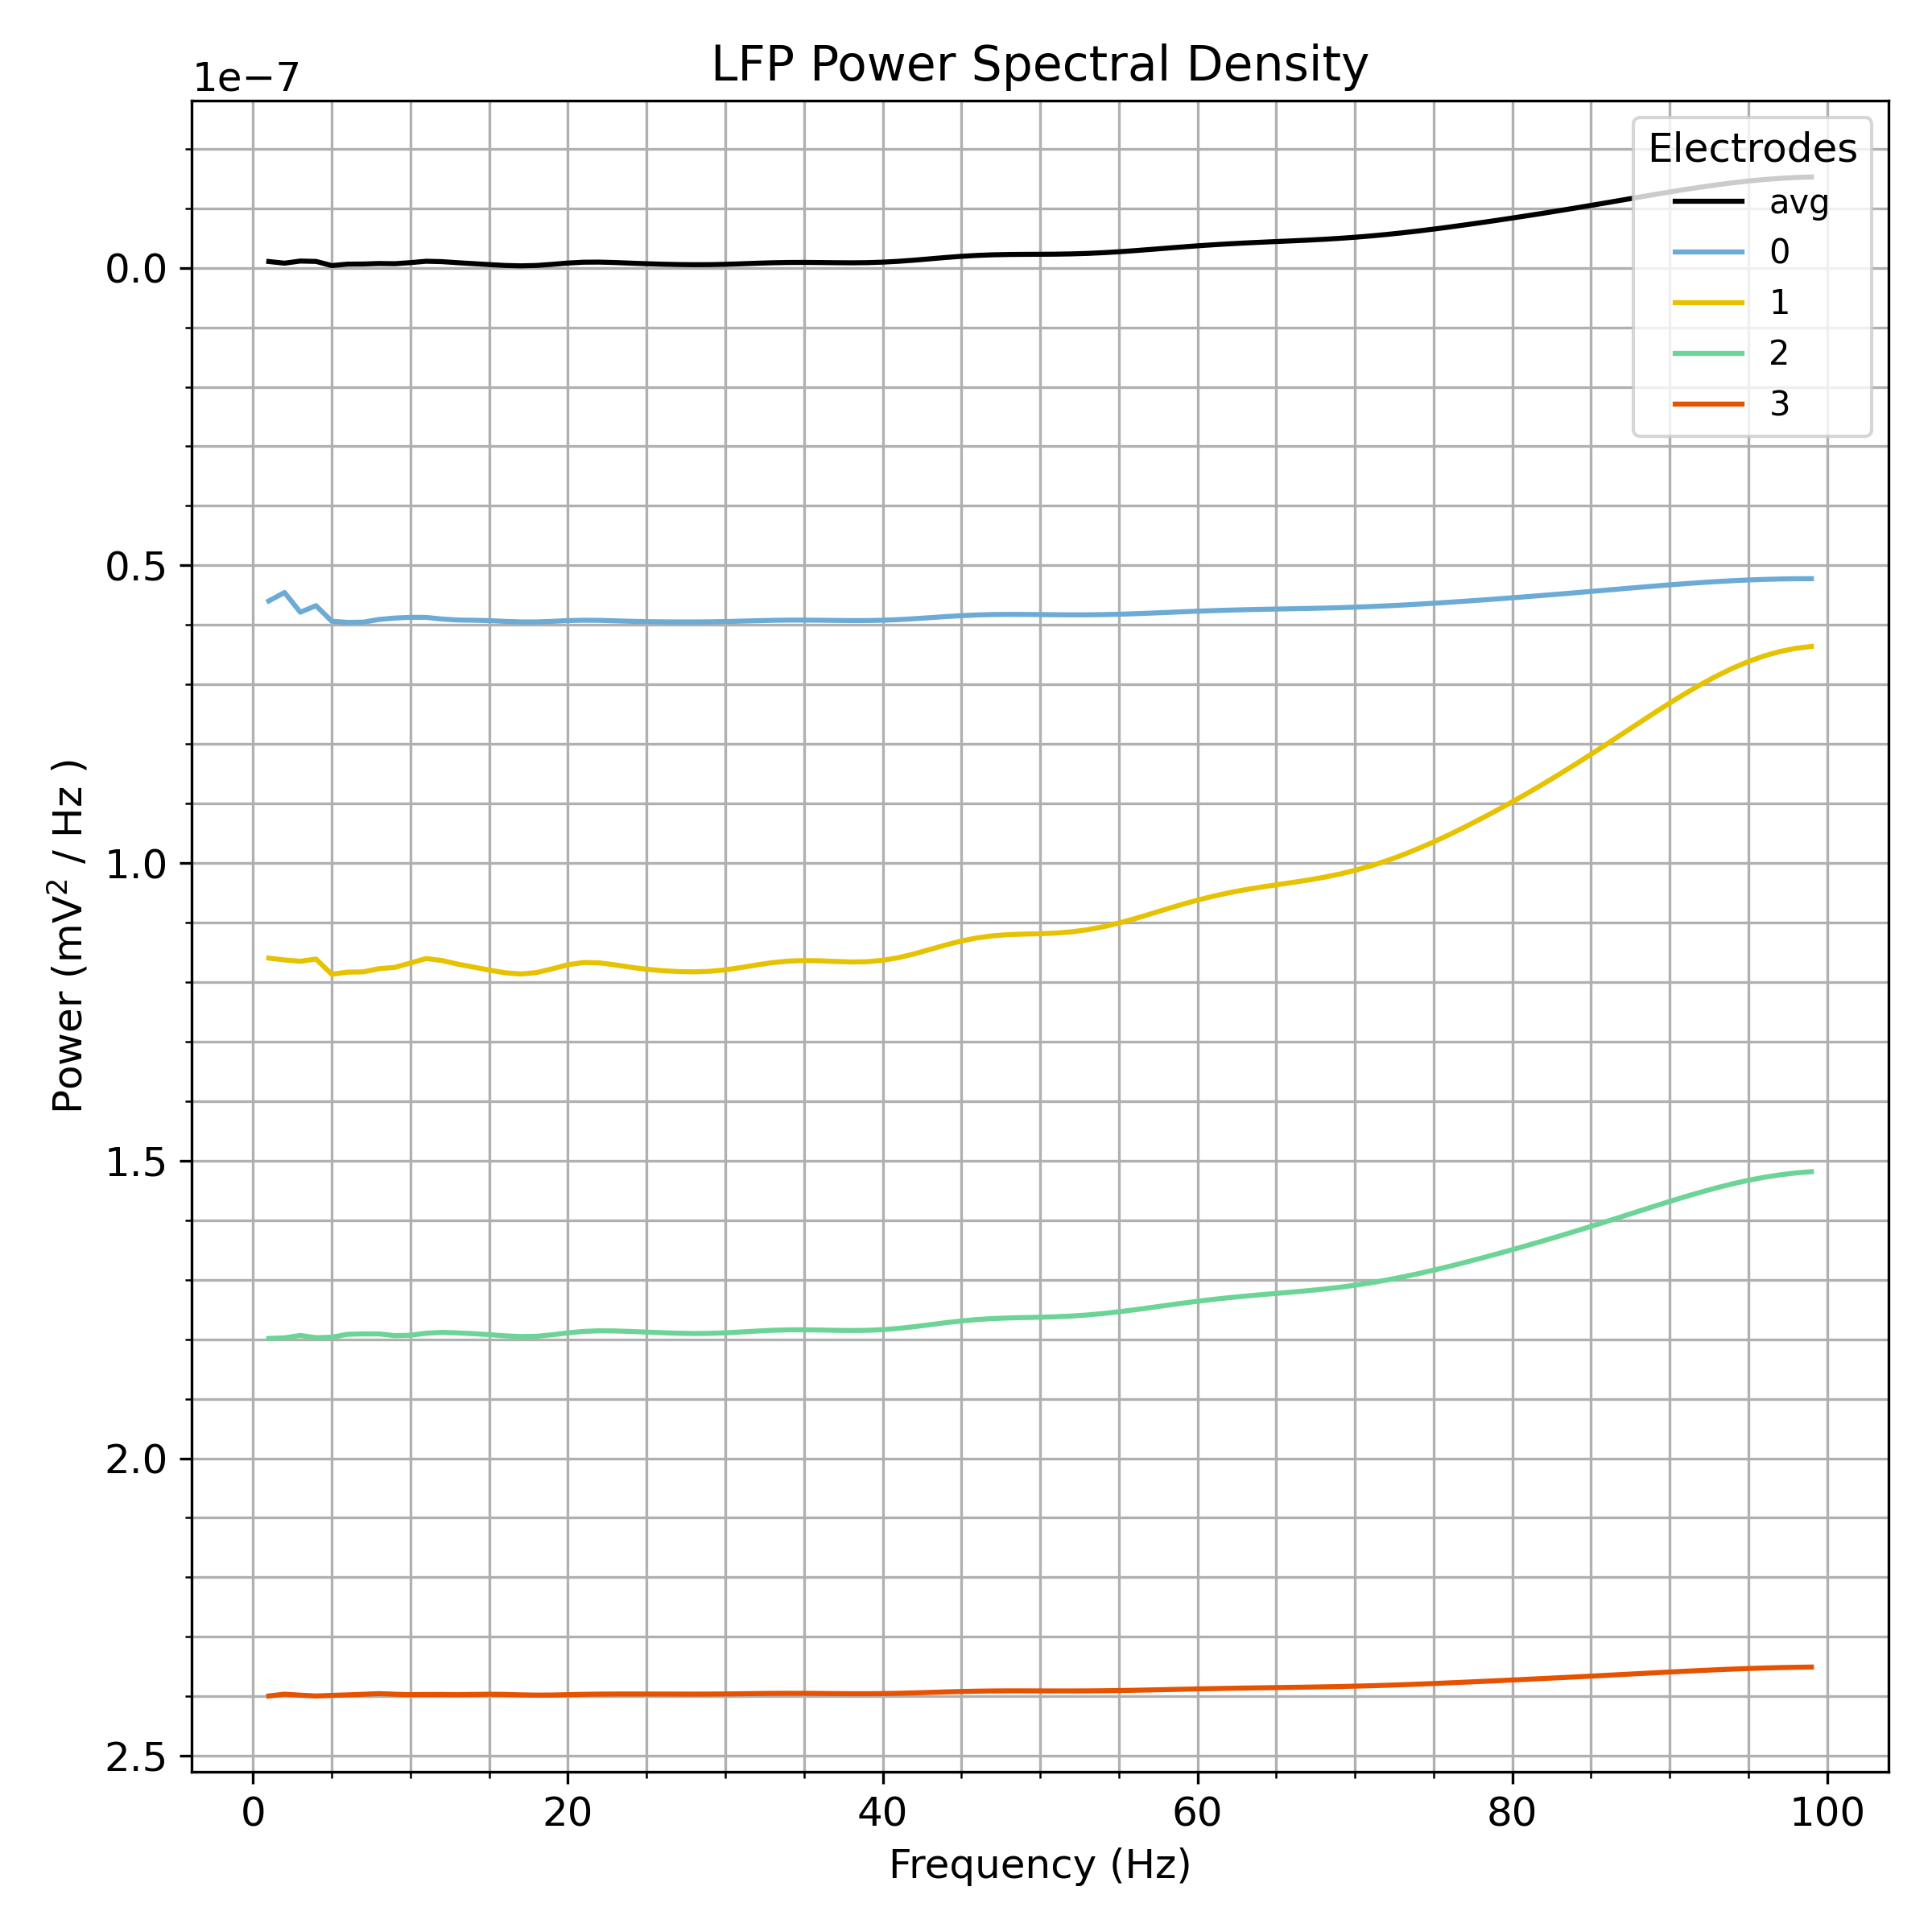 LFP Power Spectral Density
1e−7
Electrodes
avg
0
1
2
3
0.0
0.5
1.0
1.5
2.0
2.5
Power (mV² / Hz )
0 20 40 60 80 100
Frequency (Hz)